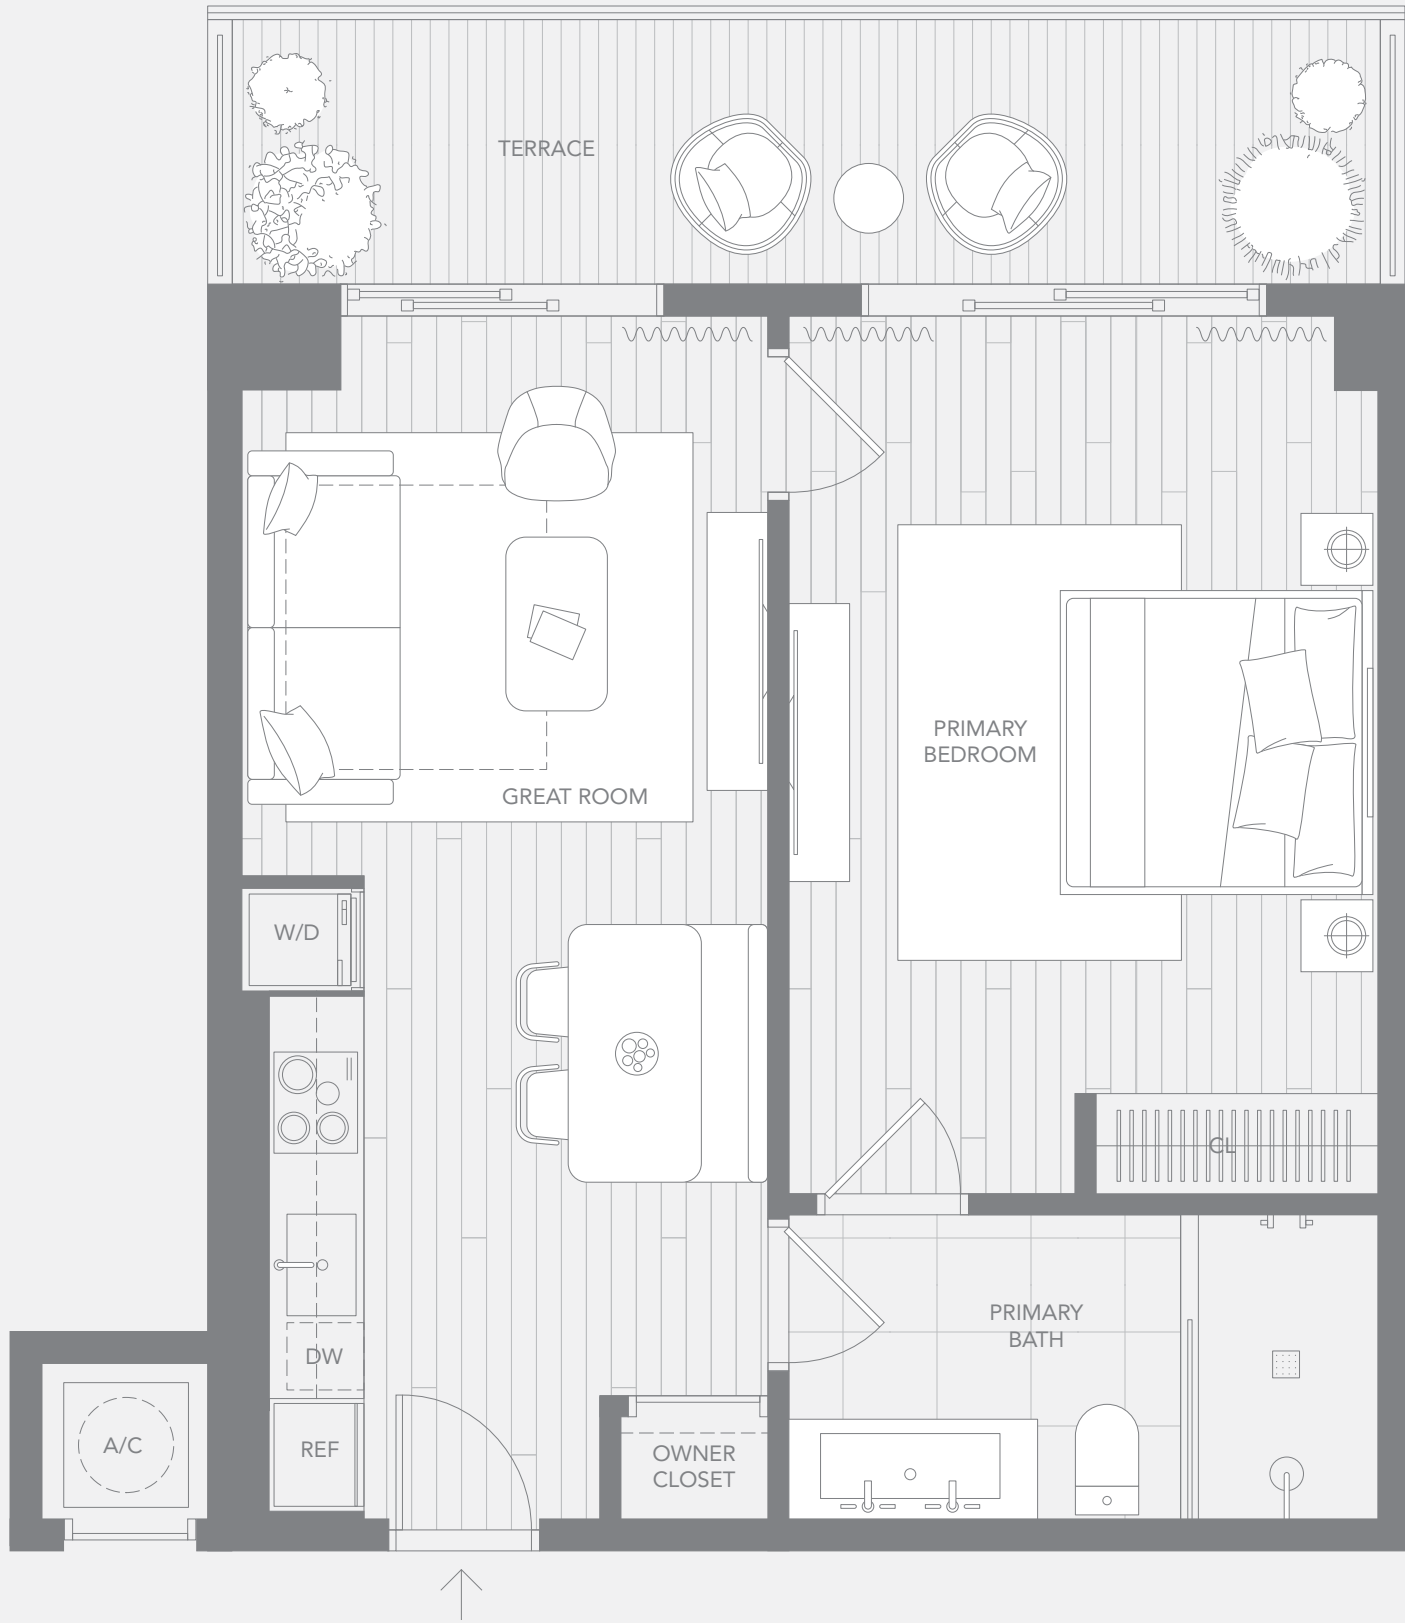 TERRACE
PRIMARY
BEDROOM
GREAT ROOM
W/D
CL
PRIMARY
BATH
DW
A/C
REF
OWNER
CLOSET